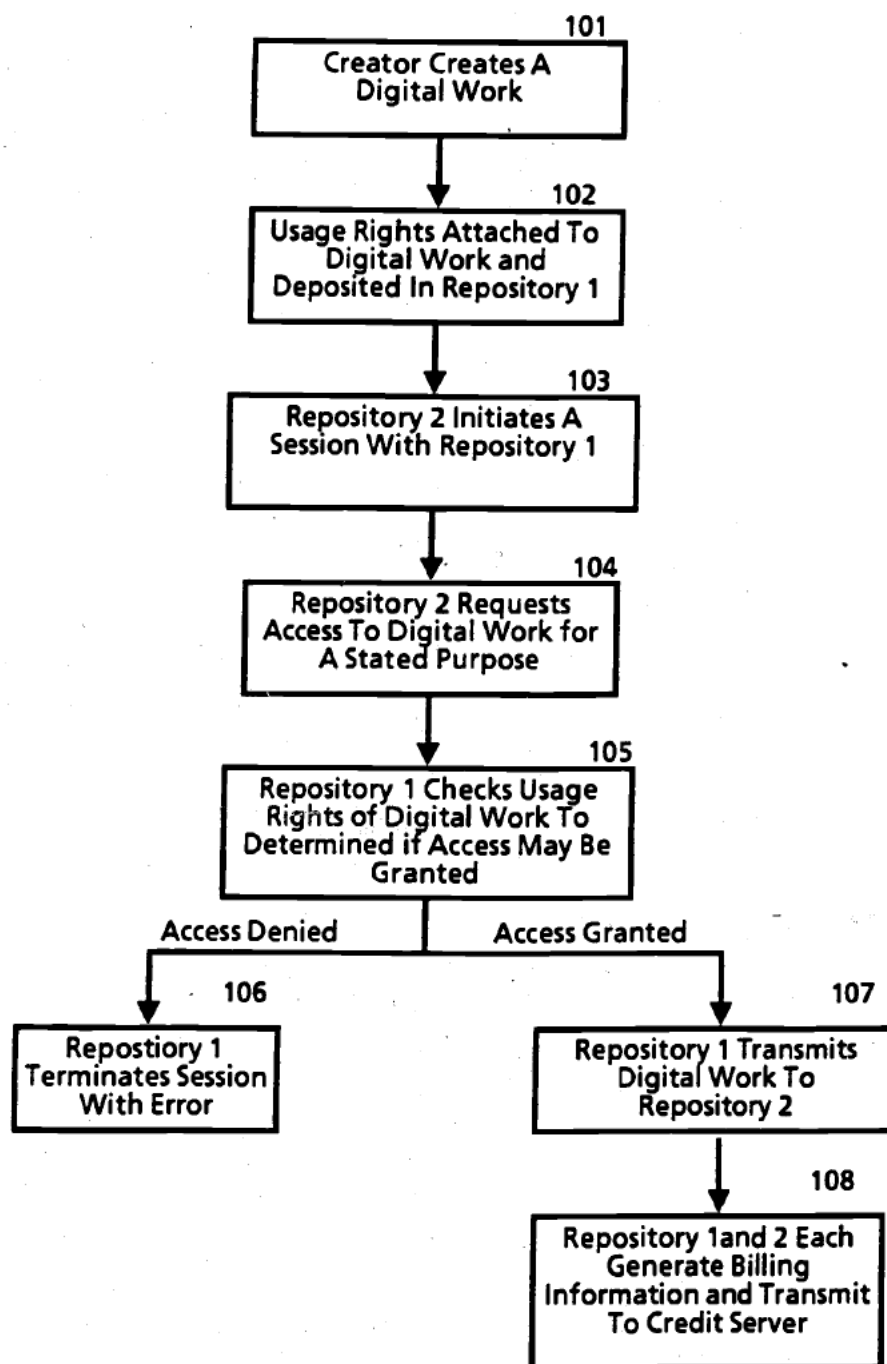 101
Creator Creates A
Digital Work
102
Usage Rights Attached To
Digital Work and
Deposited In Repository 1
103
Repository 2 Initiates A
Session With Repository 1
104
Repository 2 Requests
Access To Digital Work for
A Stated Purpose
105
Repository 1 Checks Usage
Rights of Digital Work To
Determined if Access May Be
Granted
Access Denied
Access Granted
106
Repostiory 1
Terminates Session
With Error
107
Repository 1 Transmits
Digital Work To
Repository 2
108
Repository 1and 2 Each
Generate Billing
Information and Transmit
To Credit Server